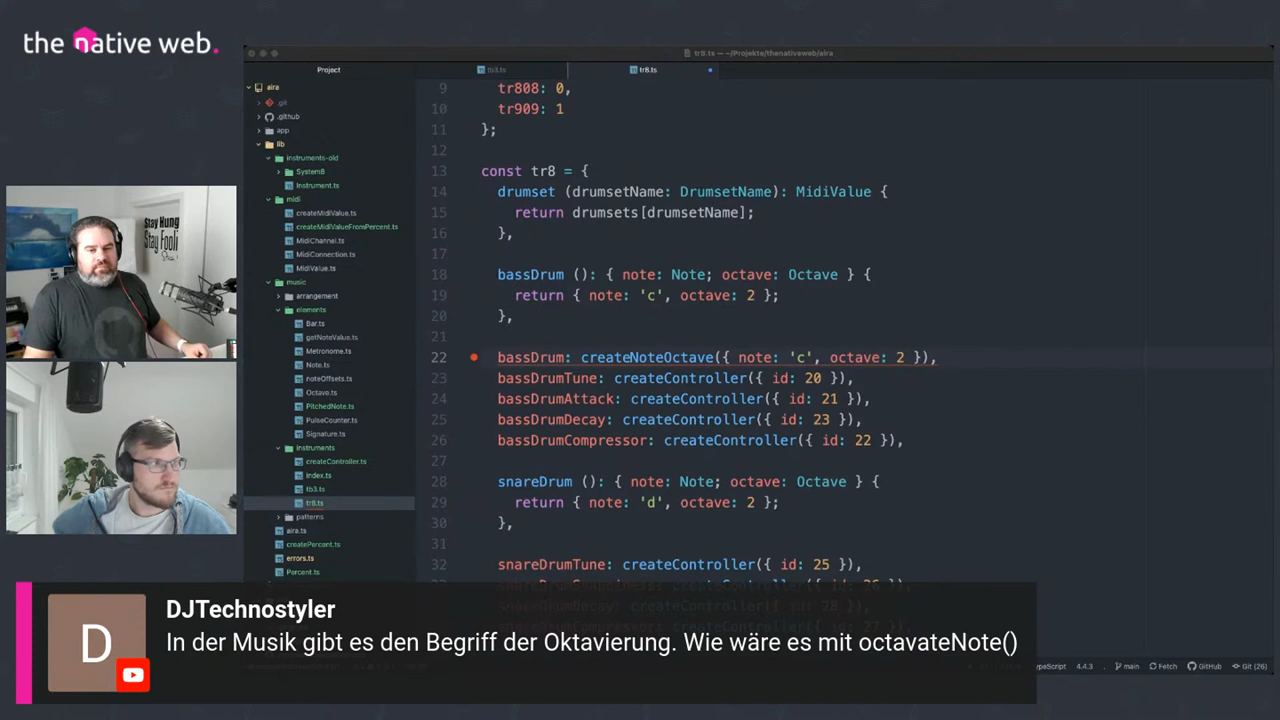 the native web.
tr8.ts — ~/Projekte/thenativeweb/aira
Project
tb3.ts
tr8.ts
aira
.git
.github
app
lib
instruments-old
System8
Instrument.ts
midi
createMidiValue.ts
createMidiValueFromPercent.ts
MidiChannel.ts
MidiConnection.ts
MidiValue.ts
music
arrangement
elements
Bar.ts
getNoteValue.ts
Metronome.ts
Note.ts
noteOffsets.ts
Octave.ts
PitchedNote.ts
PulseCounter.ts
Signature.ts
instruments
createController.ts
index.ts
tb3.ts
tr8.ts
patterns
aira.ts
createPercent.ts
errors.ts
Percent.ts
9 tr808: 0,
10 tr909: 1
11 };
12
13 const tr8 = {
14 drumset (drumsetName: DrumsetName): MidiValue {
15 return drumsets[drumsetName];
16 },
17
18 bassDrum (): { note: Note; octave: Octave } {
19 return { note: 'c', octave: 2 };
20 },
21
22 bassDrum: createNoteOctave({ note: 'c', octave: 2 }),
23 bassDrumTune: createController({ id: 20 }),
24 bassDrumAttack: createController({ id: 21 }),
25 bassDrumDecay: createController({ id: 23 }),
26 bassDrumCompressor: createController({ id: 22 }),
27
28 snareDrum (): { note: Note; octave: Octave } {
29 return { note: 'd', octave: 2 };
30 },
31
32 snareDrumTune: createController({ id: 25 }),
Stay Hung
Stay Fooli
DJTechnostyler
In der Musik gibt es den Begriff der Oktavierung. Wie wäre es mit octavateNote()
D
TypeScript 4.4.3 main Fetch GitHub Git (26)